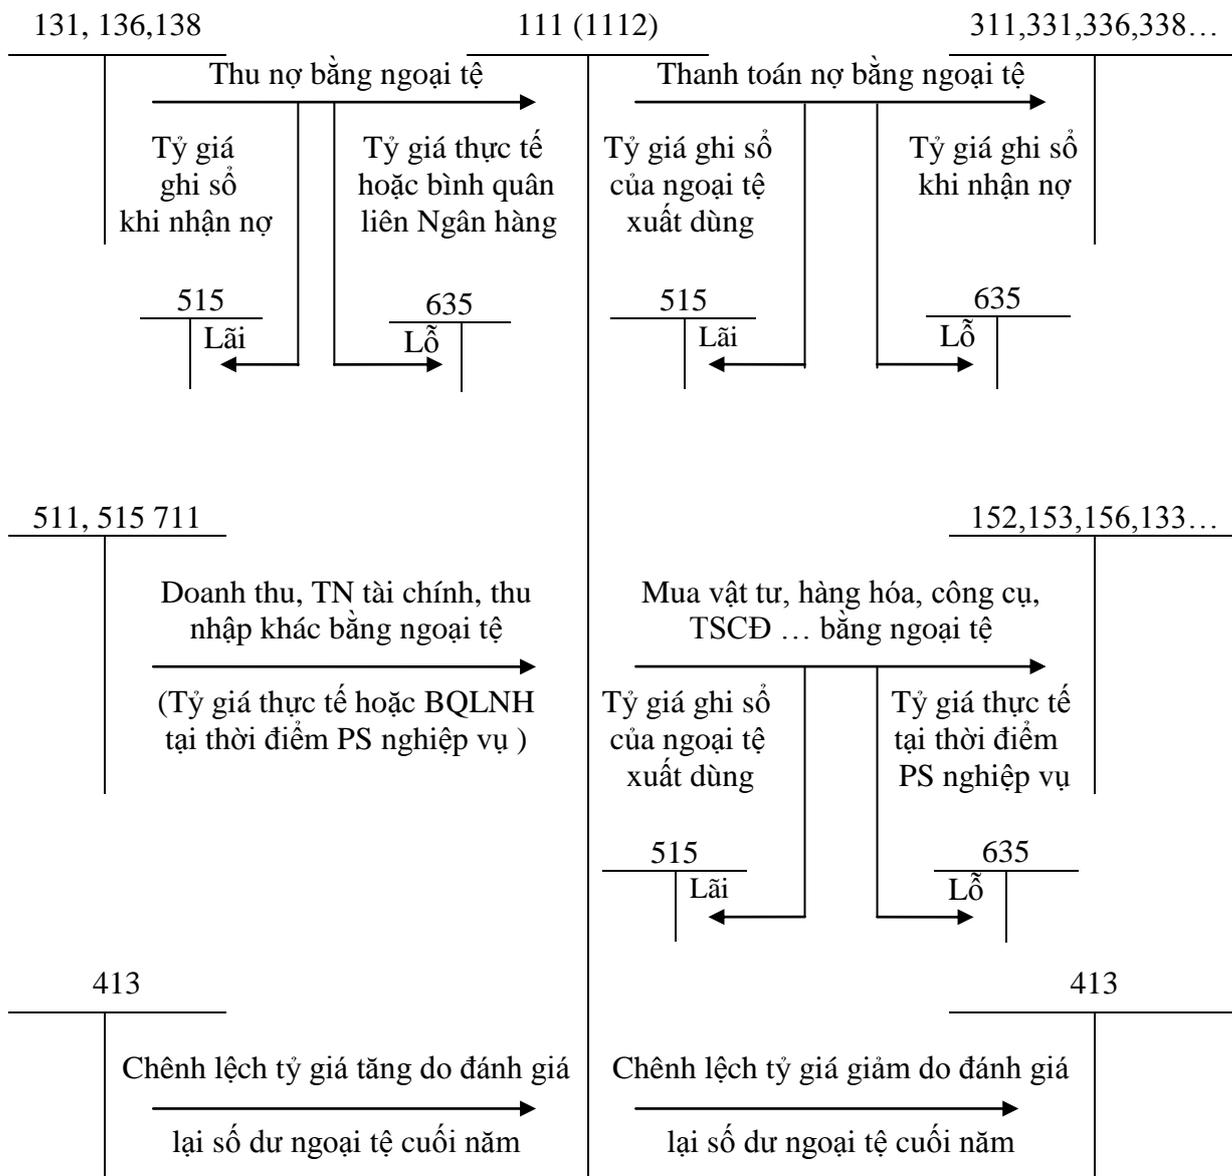 131, 136,138
111 (1112)
311,331,336,338…
Thu nợ bằng ngoại tệ
Thanh toán nợ bằng ngoại tệ
Tỷ giá
ghi sổ
khi nhận nợ
Tỷ giá thực tế
hoặc bình quân
liên Ngân hàng
Tỷ giá ghi sổ
của ngoại tệ
xuất dùng
Tỷ giá ghi sổ
khi nhận nợ
515
Lãi
635
Lỗ
515
Lãi
635
Lỗ
511, 515 711
152,153,156,133…
Doanh thu, TN tài chính, thu
nhập khác bằng ngoại tệ
(Tỷ giá thực tế hoặc BQLNH
tại thời điểm PS nghiệp vụ )
Mua vật tư, hàng hóa, công cụ,
TSCĐ … bằng ngoại tệ
Tỷ giá ghi sổ
của ngoại tệ
xuất dùng
Tỷ giá thực tế
tại thời điểm
PS nghiệp vụ
515
Lãi
635
Lỗ
413
413
Chênh lệch tỷ giá tăng do đánh giá
lại số dư ngoại tệ cuối năm
Chênh lệch tỷ giá giảm do đánh giá
lại số dư ngoại tệ cuối năm